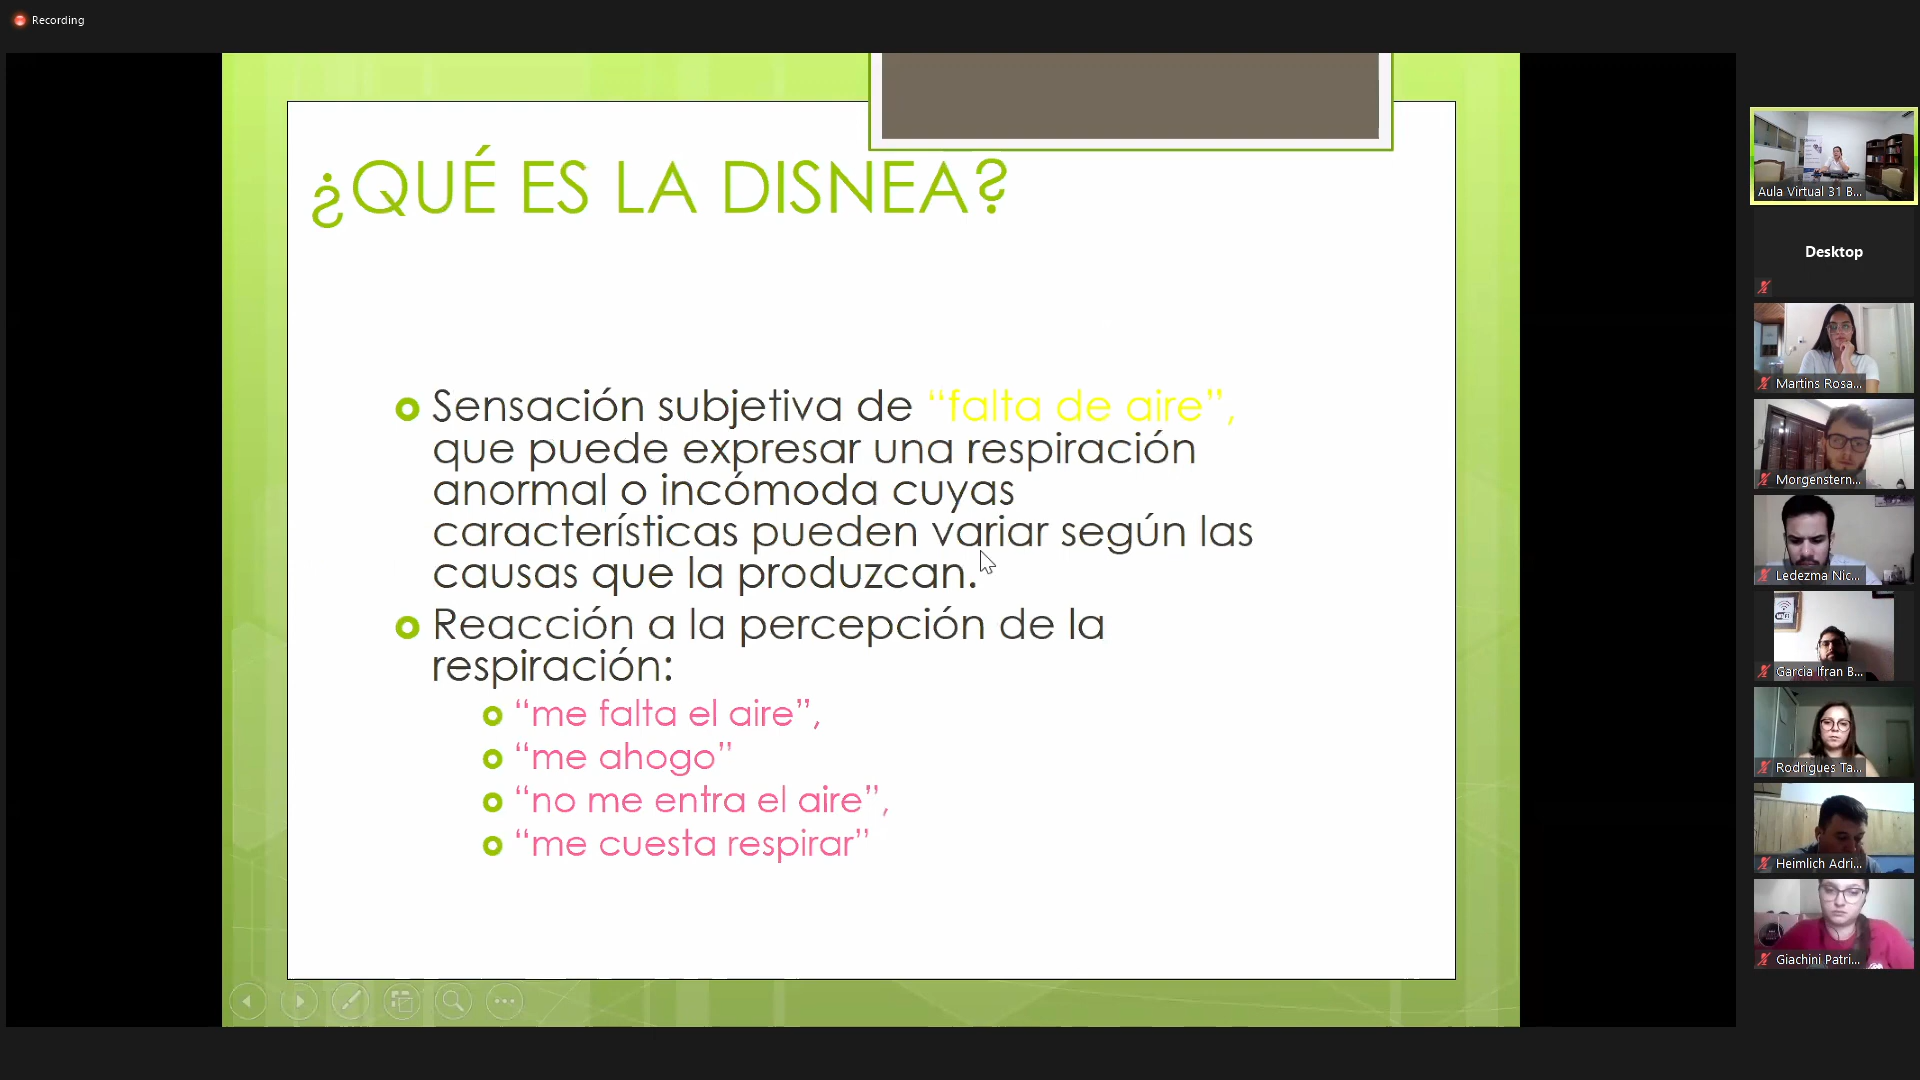 Recording
¿QUÉ ES LA DISNEA?
Sensación subjetiva de “falta de aire”,
que puede expresar una respiración
anormal o incómoda cuyas
características pueden variar según las
causas que la produzcan.
Reacción a la percepción de la
respiración:
“me falta el aire”,
“me ahogo”
“no me entra el aire”,
“me cuesta respirar”
Aula Virtual 31 B...
Desktop
Martins Rosa...
Morgenstern...
Ledezma Nic...
Garcia Ifran B...
Rodrigues Ta...
Heimlich Adri...
Giachini Patri...